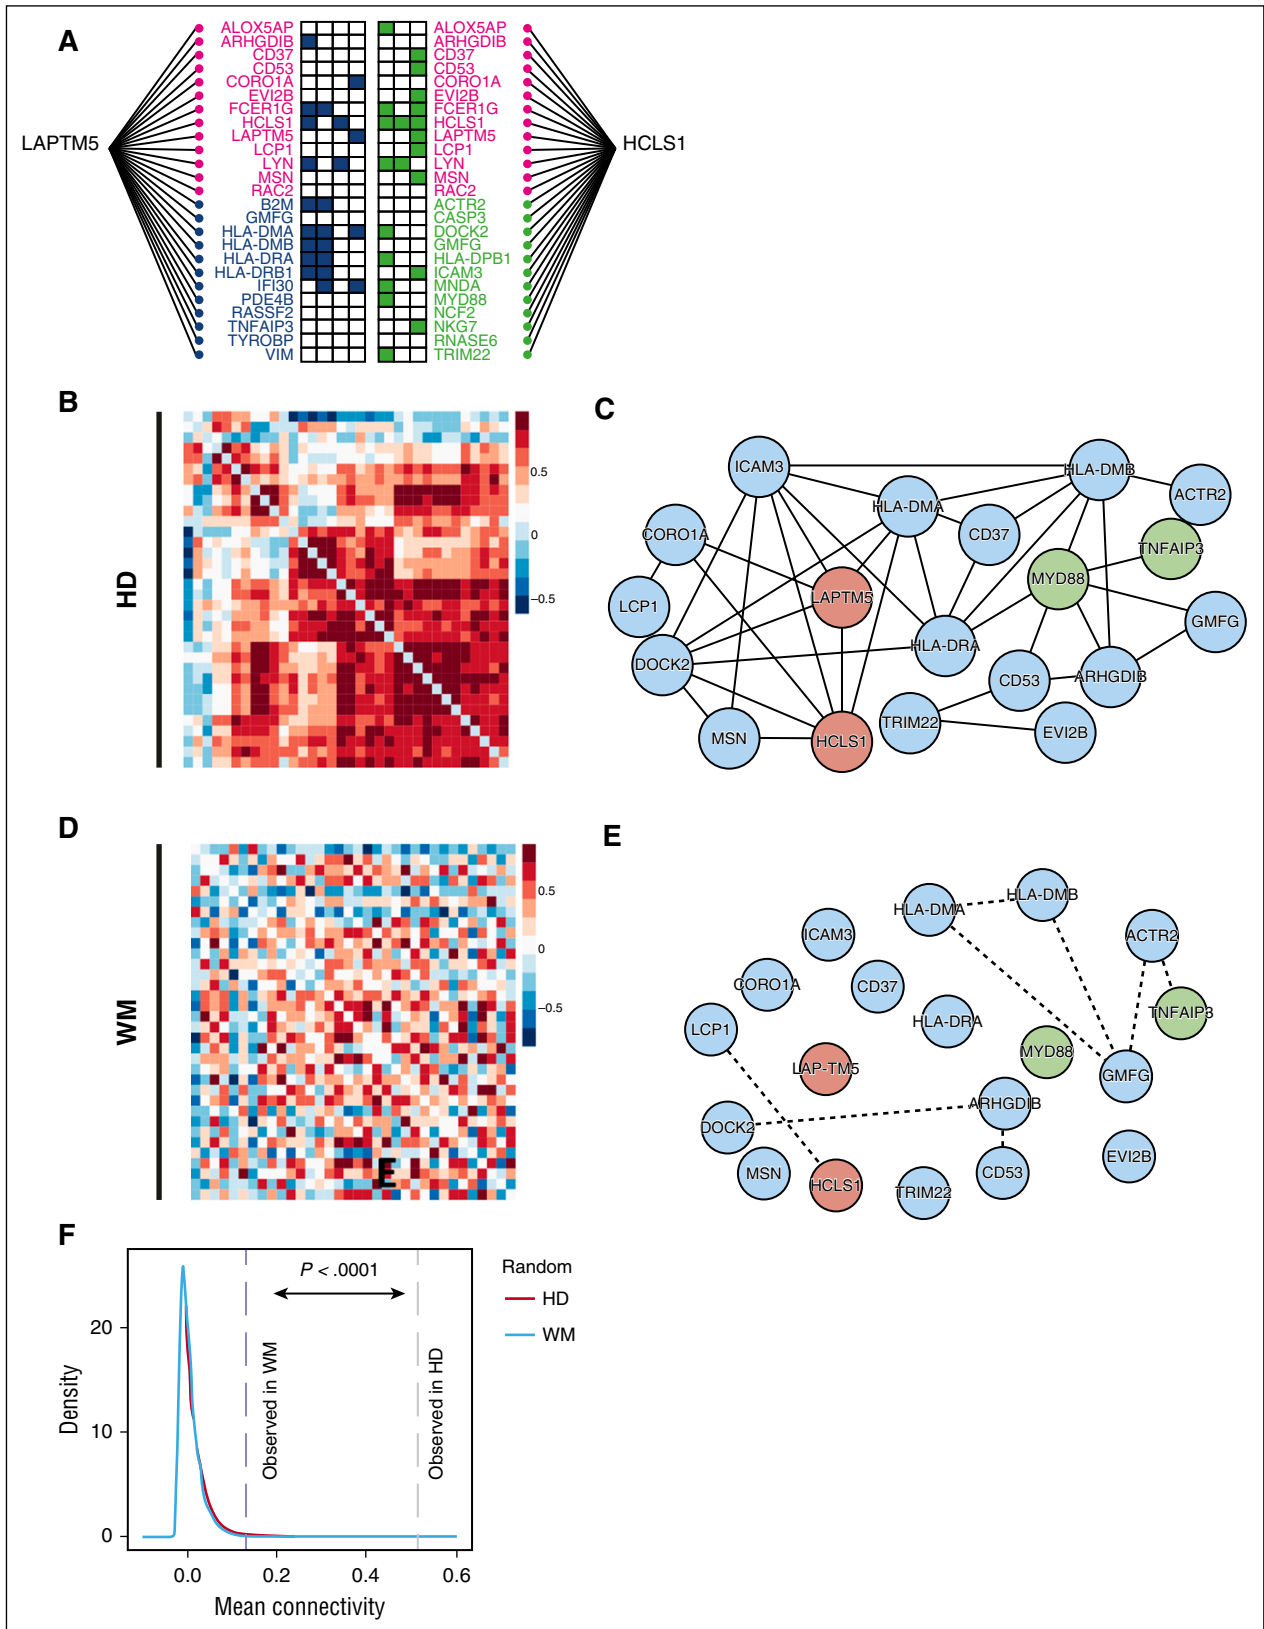 A
LAPTM5
ALOX5AP
ARHGDIB
CD37
CD53
CORO1A
EVI2B
FCER1G
HCLS1
LAPTM5
LCP1
LYN
MSN
RAC2
B2M
GMFG
HLA-DMA
HLA-DMB
HLA-DRA
HLA-DRB1
IFI30
PDE4B
RASSF2
TNFAIP3
TYROBP
VIM
ALOX5AP
ARHGDIB
CD37
CD53
CORO1A
EVI2B
FCER1G
HCLS1
LAPTM5
LCP1
LYN
MSN
RAC2
ACTR2
CASP3
DOCK2
GMFG
HLA-DPB1
ICAM3
MNDA
MYD88
NCF2
NKG7
RNASE6
TRIM22
HCLS1
B
HD
0.5
0
−0.5
C
ICAM3
HLA-DMB
ACTR2
HLA-DMA
CORO1A
CD37
TNFAIP3
MYD88
LCP1
LAPTM5
GMFG
HLA-DRA
DOCK2
CD53
ARHGDIB
TRIM22
EVI2B
MSN
HCLS1
D
WM
0.5
0
−0.5
E
E
HLA-DMA
HLA-DMB
ICAM3
ACTR2
CORO1A
CD37
LCP1
HLA-DRA
TNFAIP3
MYD88
LAP-TM5
GMFG
ARHGDIB
DOCK2
EVI2B
MSN
HCLS1
TRIM22
CD53
F
P < .0001
Observed in WM
Observed in HD
Random
HD
WM
Density
20
10
0
0.0 0.2 0.4 0.6
Mean connectivity